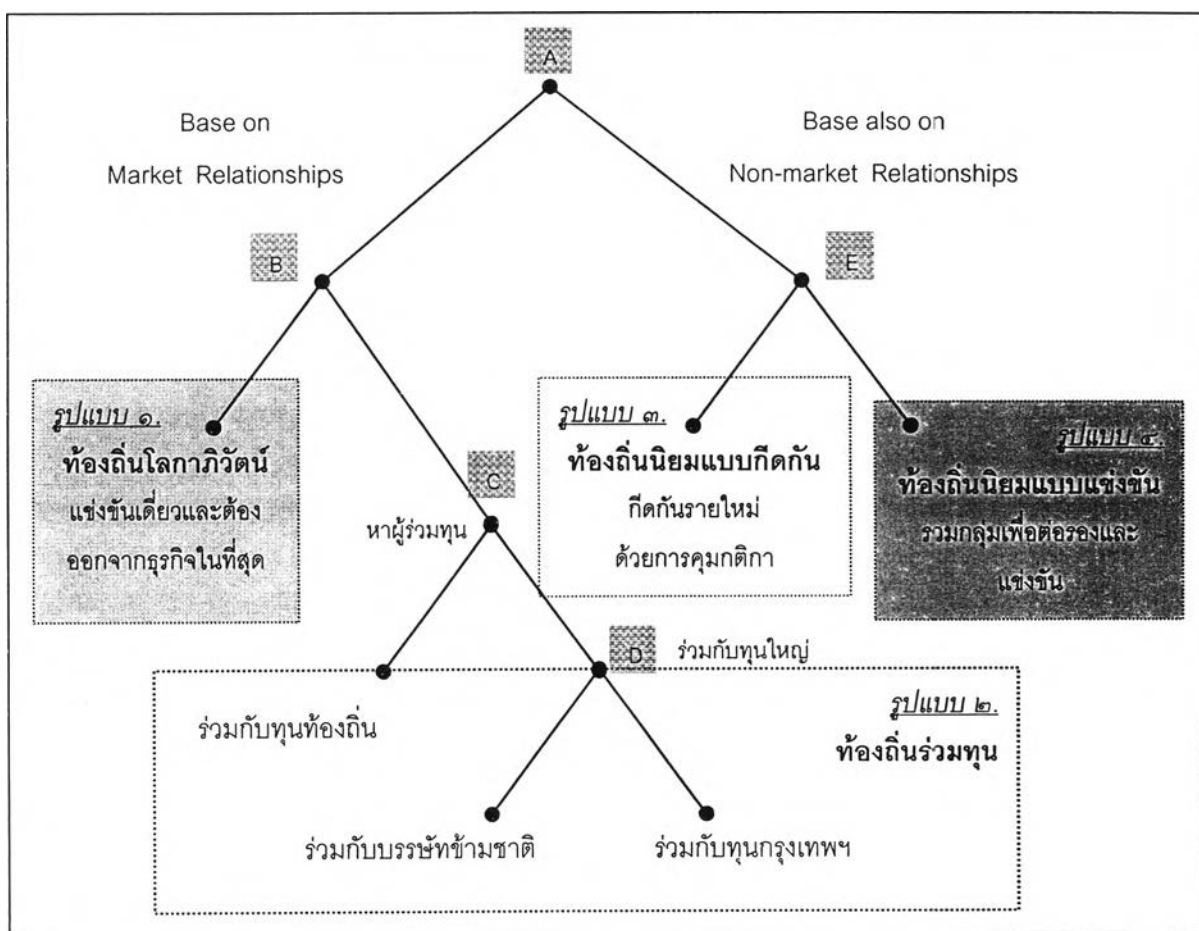 A
Base on
Market Relationships
Base also on
Non-market Relationships
B
E
รูปแบบ ๑.
ท้องถิ่นโลกาภิวัตน์
แข่งขันเดี่ยวและต้อง
ออกจากธุรกิจในที่สุด
C
หาผู้ร่วมทุน
รูปแบบ ๓.
ท้องถิ่นนิยมแบบกีดกัน
กีดกันรายใหม่
ด้วยการคุมกติกา
รูปแบบ ๔.
ท้องถิ่นนิยมแบบแข่งขัน
รวมกลุ่มเพื่อต่อรองและ
แข่งขัน
D
ร่วมกับทุนใหญ่
ร่วมกับทุนท้องถิ่น
รูปแบบ ๒.
ท้องถิ่นร่วมทุน
ร่วมกับบรรษัทข้ามชาติ
ร่วมกับทุนกรุงเทพฯ